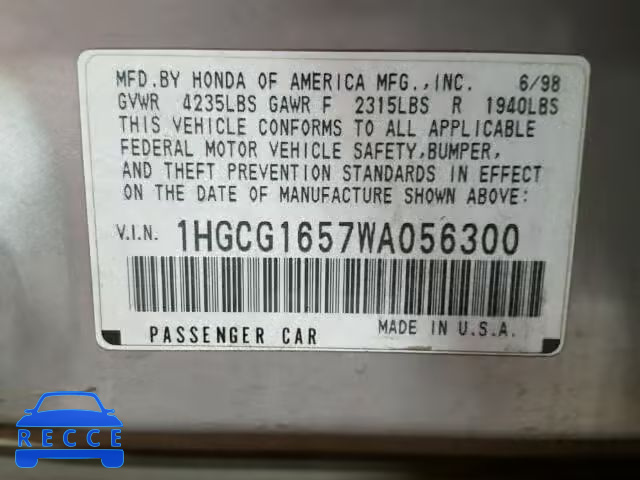 MFD.BY HONDA OF AMERICA MFG.,INC. 6/98
GVWR 4235LBS GAWR F 2315LBS R 1940LBS
THIS VEHICLE CONFORMS TO ALL APPLICABLE
FEDERAL MOTOR VEHICLE SAFETY,BUMPER,
AND THEFT PREVENTION STANDARDS IN EFFECT
ON THE DATE OF MANUFACTURE SHOWN ABOVE:
V.I.N. 1HGCG1657WA056300
PASSENGER CAR MADE IN U.S.A.
RECCE